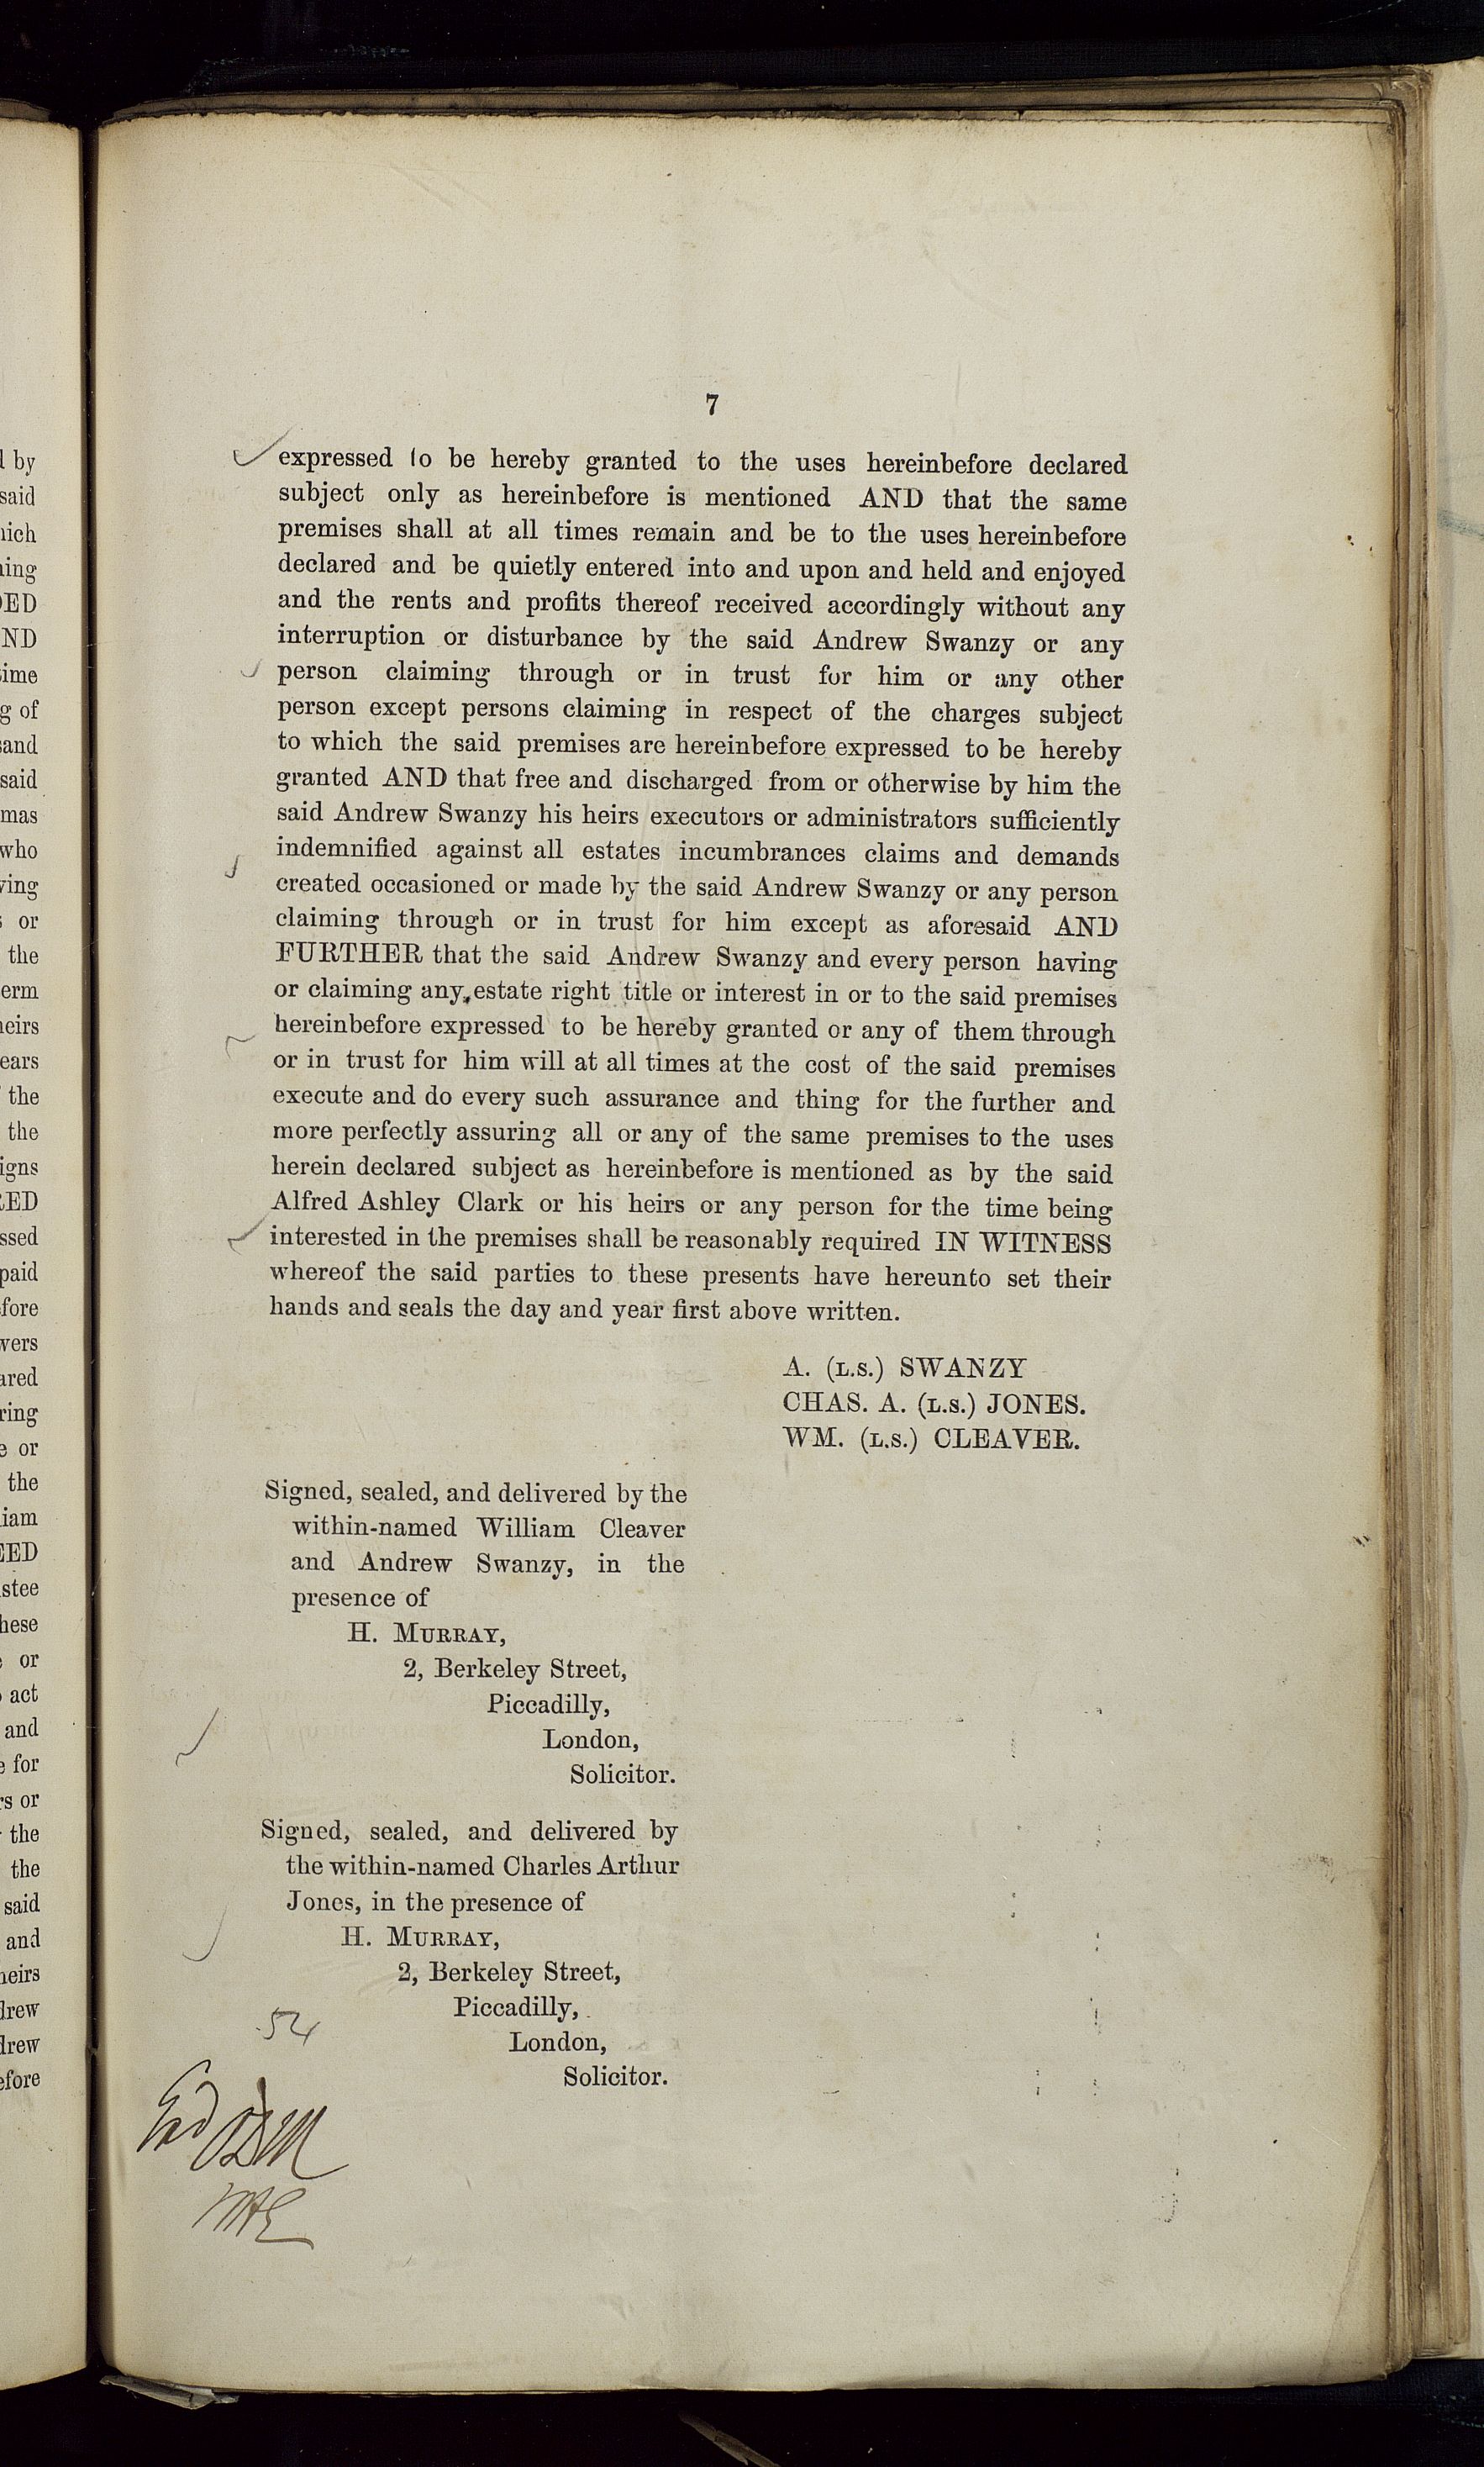 7
expressed to be hereby granted to the uses hereinbefore declared
subject only as hereinbefore is mentioned AND that the same
premises shall at all times remain and be to the uses hereinbefore
declared and be quietly entered into and upon and held and enjoyed
and the rents and profits thereof received accordingly without any
interruption or disturbance by the said Andrew Swanzy or any
person claiming through or in trust for him or any other
person except persons claiming in respect of the charges subject
to which the said premises are hereinbefore expressed to be hereby
granted AND that free and discharged from or otherwise by him the
said Andrew Swanzy his heirs executors or administrators sufficiently
indemnified against all estates incumbrances claims and demands
created occasioned or made by the said Andrew Swanzy or any person
claiming through or in trust for him except as aforesaid AND
FURTHER that the said Andrew Swanzy and every person having
or claiming any estate right title or interest in or to the said premises
hereinbefore expressed to be hereby granted or any of them through
or in trust for him will at all times at the cost of the said premises
execute and do every such assurance and thing for the further and
more perfectly assuring all or any of the same premises to the uses
herein declared subject as hereinbefore is mentioned as by the said
Alfred Ashley Clark or his heirs or any person for the time being
interested in the premises shall be reasonably required IN WITNESS
whereof the said parties to these presents have hereunto set their
hands and seals the day and year first above written.
A. (L.S.) SWANZY
CHAS. A. (L.S.) JONES.
WM. (L.S.) CLEAVER.
Signed, sealed, and delivered by the
within-named William Cleaver
and Andrew Swanzy, in the
presence of
H. MURRAY,
2, Berkeley Street,
Piccadilly,
London,
Solicitor.
Signed, sealed, and delivered by
the within-named Charles Arthur
Jones, in the presence of
H. MURRAY,
2, Berkeley Street,
Piccadilly,
London,
Solicitor.
54